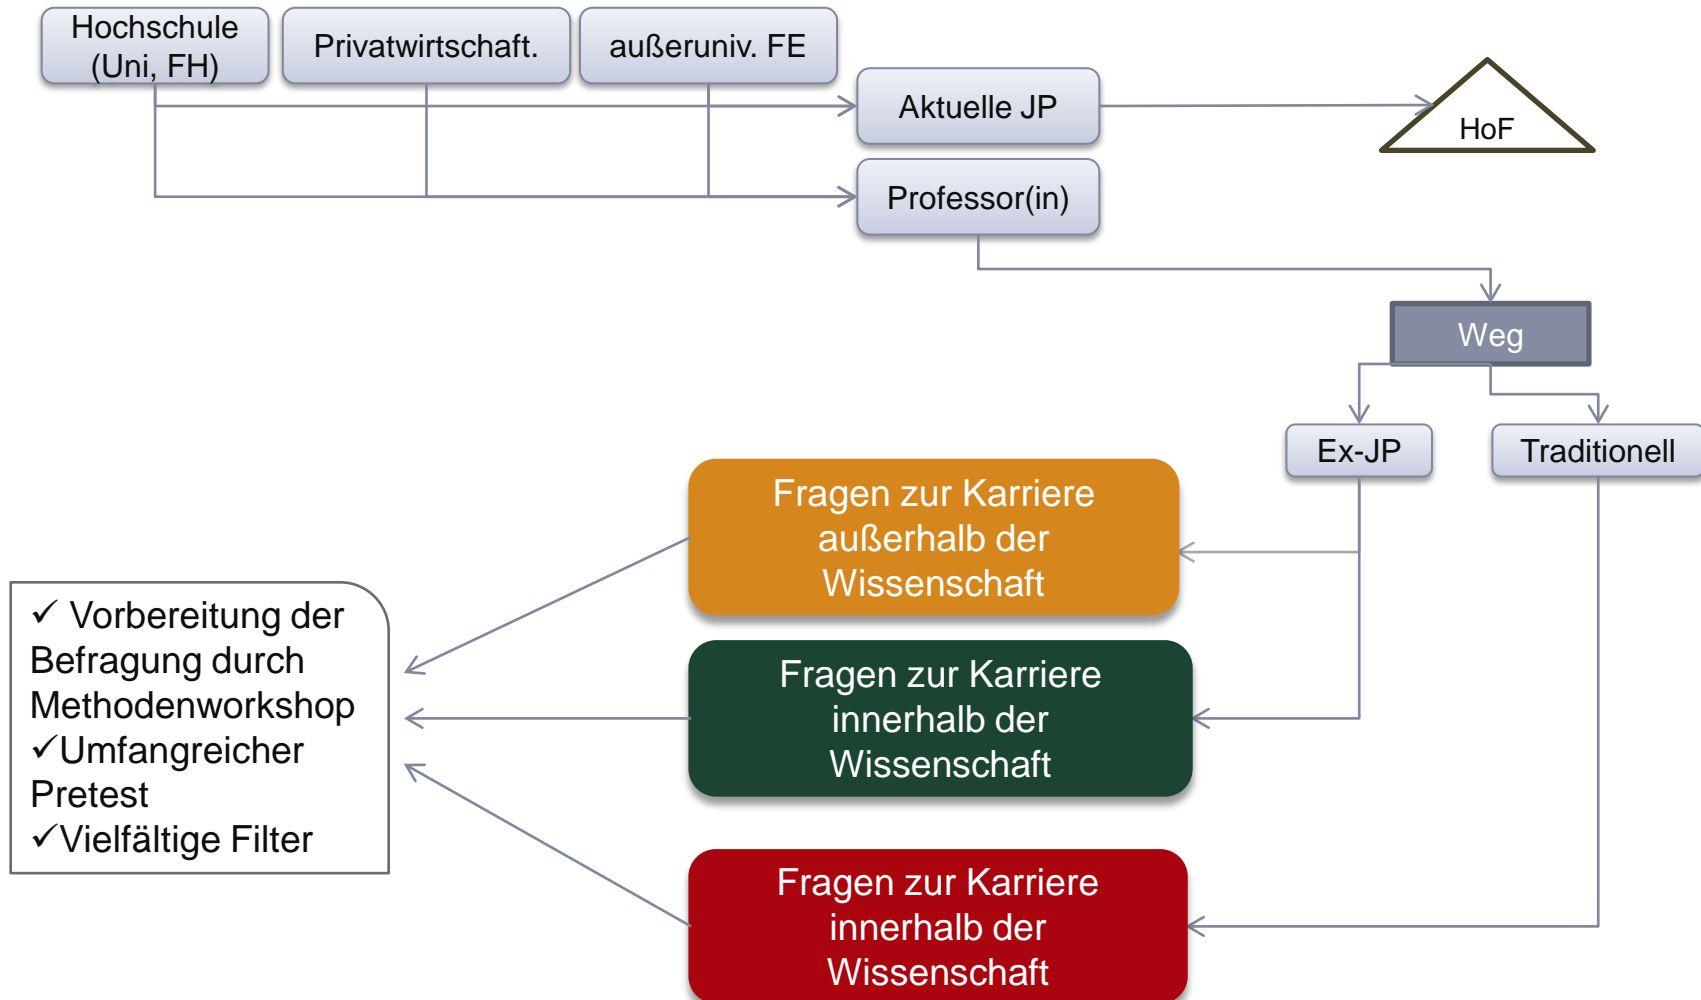 Hochschule
(Uni, FH)
Privatwirtschaft.
außeruniv. FE
Aktuelle JP
HoF
Professor(in)
Weg
Ex-JP
Traditionell
Fragen zur Karriere
außerhalb der
Wissenschaft
✓ Vorbereitung der
Befragung durch
Methodenworkshop
✓Umfangreicher
Pretest
✓Vielfältige Filter
Fragen zur Karriere
innerhalb der
Wissenschaft
Fragen zur Karriere
innerhalb der
Wissenschaft